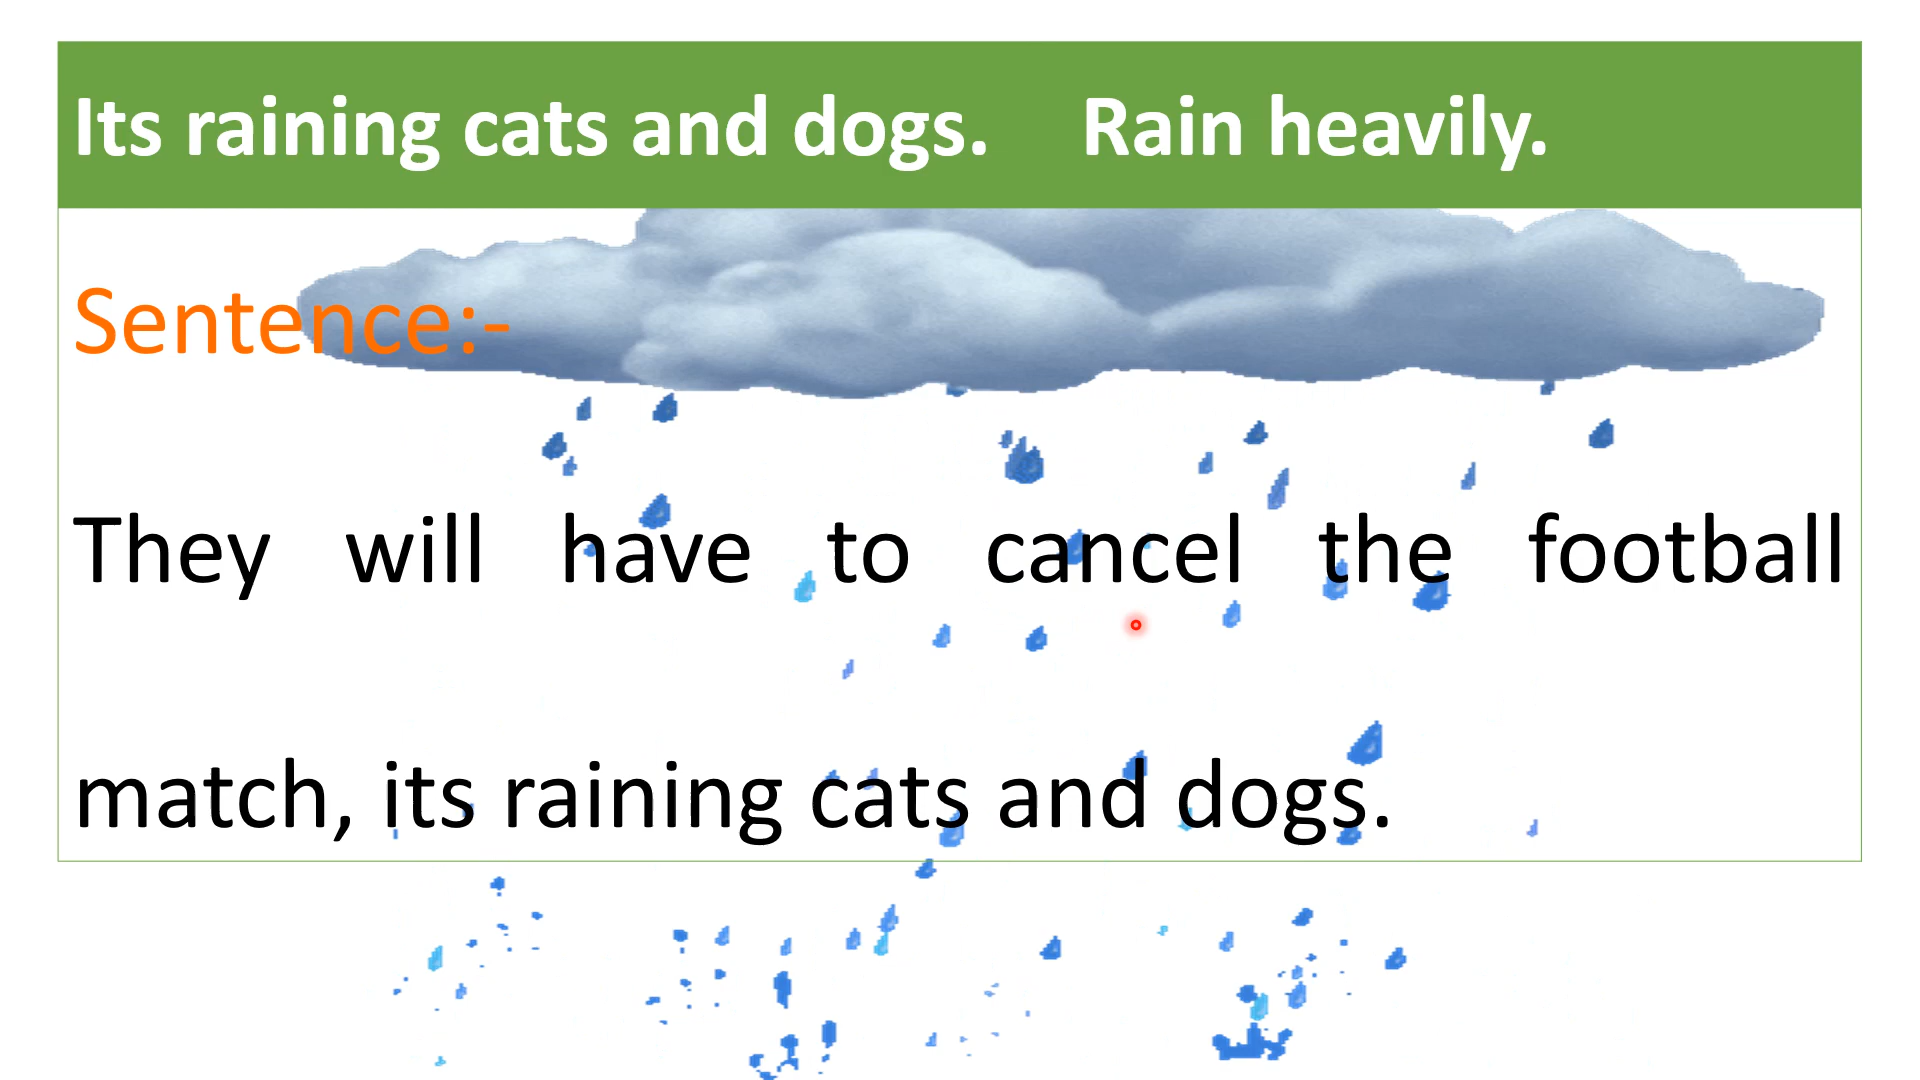 Its raining cats and dogs. Rain heavily.
Sentence:-
They will have to cancel the football
match, its raining cats and dogs.